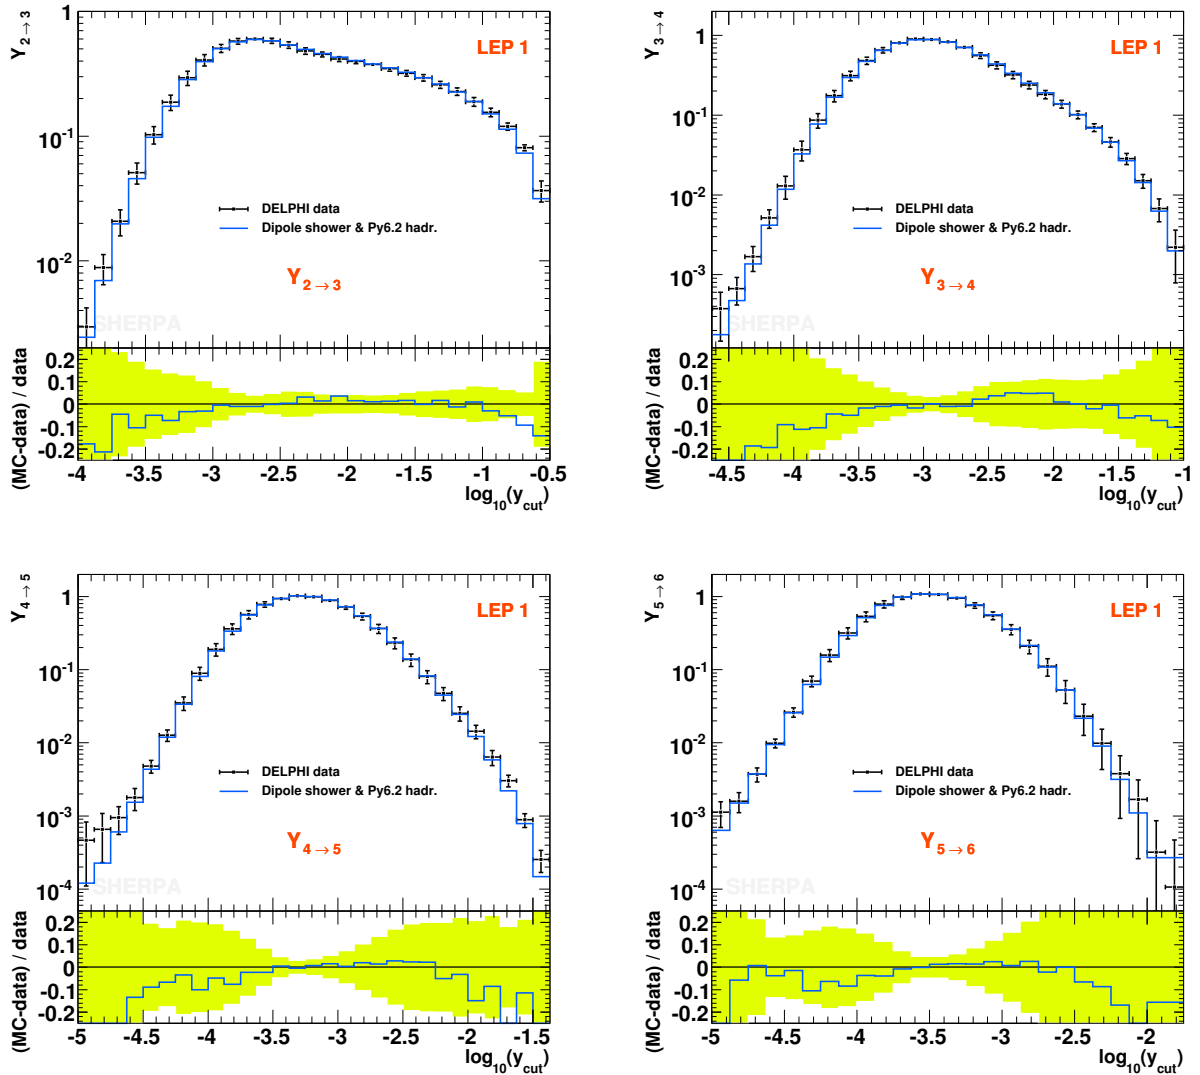 Y2→3
1
10-1
10-2
LEP 1
DELPHI data
Dipole shower & Py6.2 hadr.
Y2→3
SHERPA
(MC-data) / data
0.2
0.1
0
-0.1
-0.2
-4 -3.5 -3 -2.5 -2 -1.5 -1 -0.5
log10(ycut)
Y3→4
1
10-1
10-2
10-3
LEP 1
DELPHI data
Dipole shower & Py6.2 hadr.
Y3→4
SHERPA
(MC-data) / data
0.2
0.1
0
-0.1
-0.2
-4.5 -4 -3.5 -3 -2.5 -2 -1.5 -1
log10(ycut)
Y4→5
1
10-1
10-2
10-3
10-4
LEP 1
DELPHI data
Dipole shower & Py6.2 hadr.
Y4→5
SHERPA
(MC-data) / data
0.2
0.1
0
-0.1
-0.2
-5 -4.5 -4 -3.5 -3 -2.5 -2 -1.5
log10(ycut)
Y5→6
1
10-1
10-2
10-3
10-4
LEP 1
DELPHI data
Dipole shower & Py6.2 hadr.
Y5→6
SHERPA
(MC-data) / data
0.2
0.1
0
-0.1
-0.2
-5 -4.5 -4 -3.5 -3 -2.5 -2
log10(ycut)